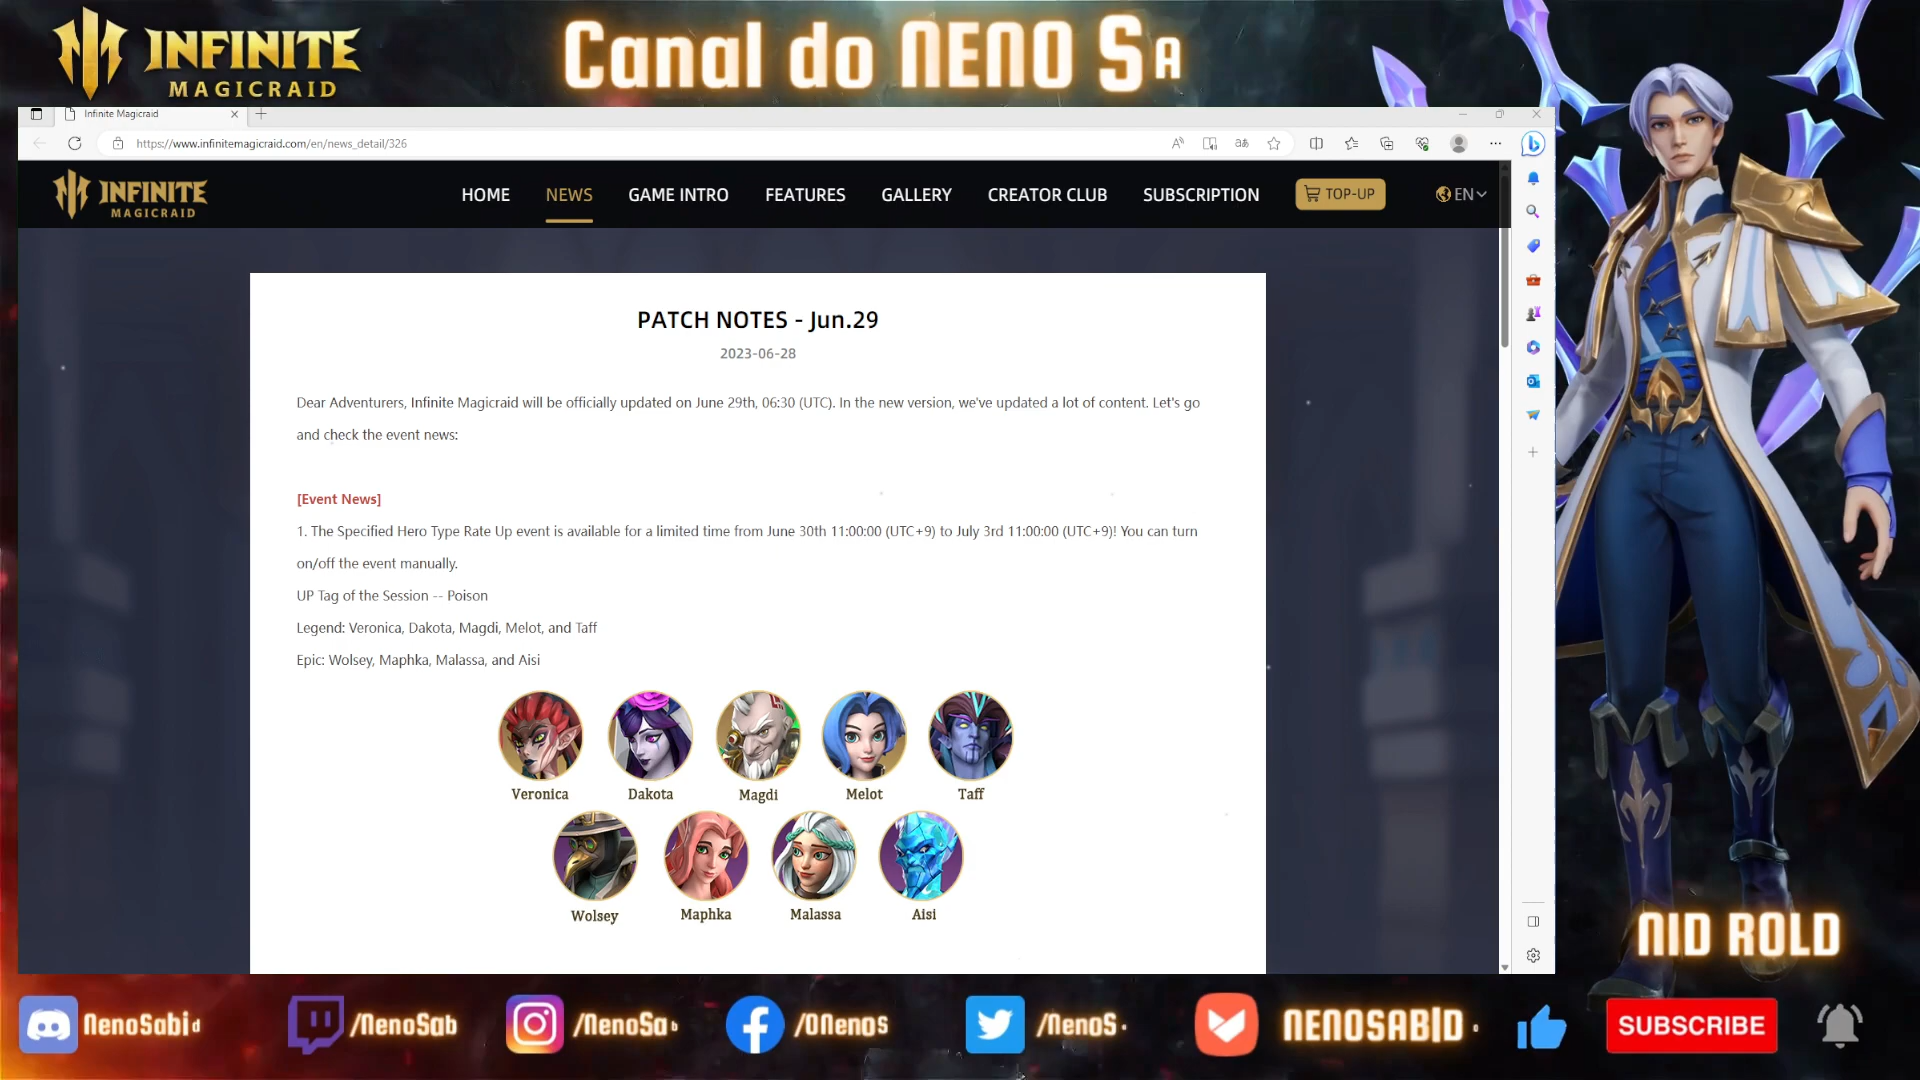 INFINITE
MAGICRAID
Canal do NENO SA
Infinite Magicraid
https://www.infinitemagicraid.com/en/news_detail/326
INFINITE
MAGICRAID
HOME NEWS GAME INTRO FEATURES GALLERY CREATOR CLUB SUBSCRIPTION TOP-UP EN
PATCH NOTES - Jun.29
2023-06-28
Dear Adventurers, Infinite Magicraid will be officially updated on June 29th, 06:30 (UTC). In the new version, we've updated a lot of content. Let's go
and check the event news:
[Event News]
1. The Specified Hero Type Rate Up event is available for a limited time from June 30th 11:00:00 (UTC+9) to July 3rd 11:00:00 (UTC+9)! You can turn
on/off the event manually.
UP Tag of the Session -- Poison
Legend: Veronica, Dakota, Magdi, Melot, and Taff
Epic: Wolsey, Maphka, Malassa, and Aisi
Veronica Dakota Magdi Melot Taff
Wolsey Maphka Malassa Aisi
NID ROLD
NenoSabid /NenoSab /NenoSab /ONenos /NenoS NENOSABID SUBSCRIBE